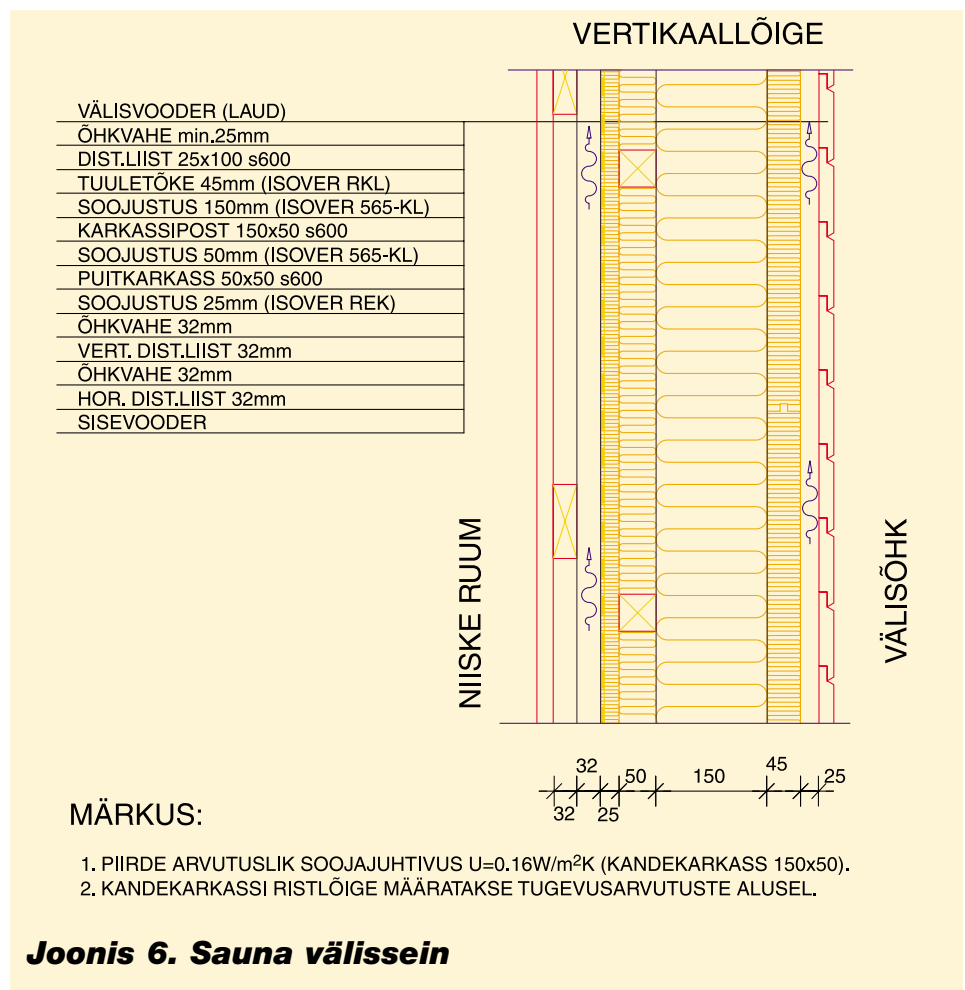 VERTIKAALLÕIGE
VÄLISVOODER (LAUD)
ÕHKVAHE min.25mm
DIST.LIIST 25x100 s600
TUULETÕKE 45mm (ISOVER RKL)
SOOJUSTUS 150mm (ISOVER 565-KL)
KARKASSIPOST 150x50 s600
SOOJUSTUS 50mm (ISOVER 565-KL)
PUITKARKASS 50x50 s600
SOOJUSTUS 25mm (ISOVER REK)
ÕHKVAHE 32mm
VERT. DIST.LIIST 32mm
ÕHKVAHE 32mm
HOR. DIST.LIIST 32mm
SISEVOODER
NIISKE RUUM
VÄLISÕHK
32 50 150 45 25
32 25
MÄRKUS:
1. PIIRDE ARVUTUSLIK SOOJAJUHTIVUS U=0.16W/m²K (KANDEKARKASS 150x50).
2. KANDEKARKASSI RISTLÕIGE MÄÄRATAKSE TUGEVUSARVUTUSTE ALUSEL.
Joonis 6. Sauna välissein